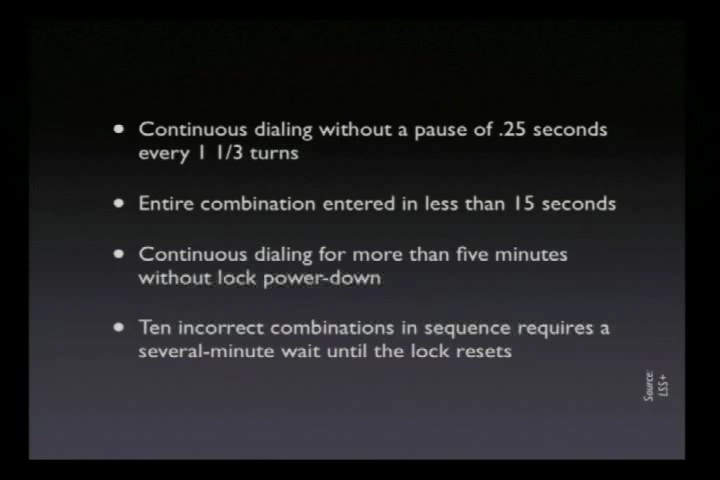 • Continuous dialing without a pause of .25 seconds
every 1 1/3 turns
• Entire combination entered in less than 15 seconds
• Continuous dialing for more than five minutes
without lock power-down
• Ten incorrect combinations in sequence requires a
several-minute wait until the lock resets
Source:
LSS+